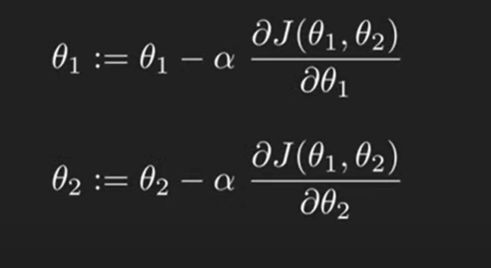 θ₁ := θ₁ − α ∂J(θ₁, θ₂) / ∂θ₁
θ₂ := θ₂ − α ∂J(θ₁, θ₂) / ∂θ₂